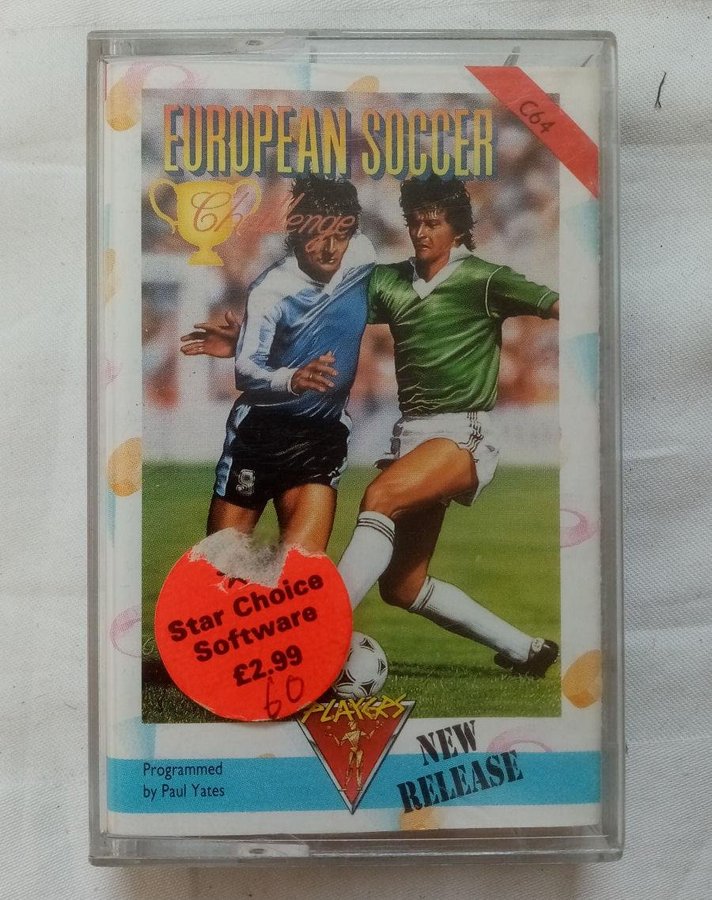 C64
EUROPEAN SOCCER
Challenge
Star Choice
Software
£2.99
60
PLAYERS
NEW
RELEASE
Programmed
by Paul Yates